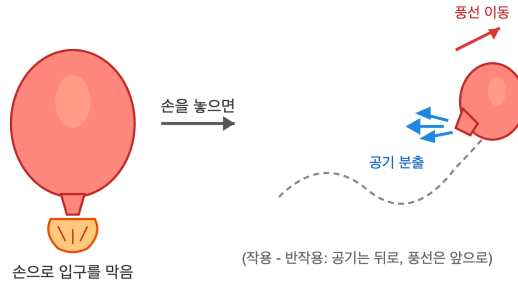 풍선 이동
손을 놓으면
공기 분출
(작용 - 반작용: 공기는 뒤로, 풍선은 앞으로)
손으로 입구를 막음